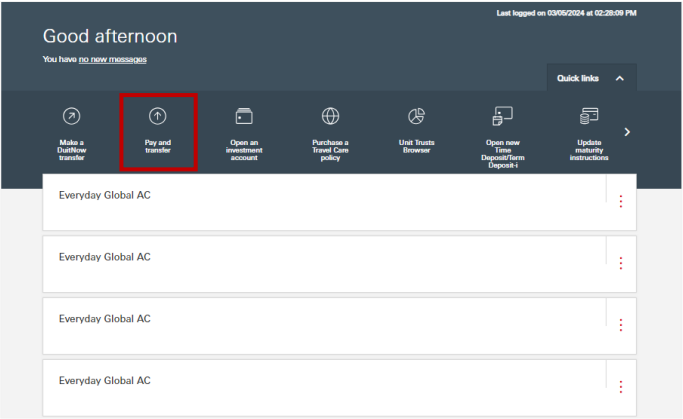 Last logged on 03/05/2024 at 02:28:09 PM
Good afternoon
You have no new messages
Quick links
Make a
DuitNow
transfer
Pay and
transfer
Open an
investment
account
Purchase a
Travel Care
policy
Unit Trusts
Browser
Open new
Time
Deposit/Term
Deposit-i
Update
maturity
instructions
Everyday Global AC
Everyday Global AC
Everyday Global AC
Everyday Global AC